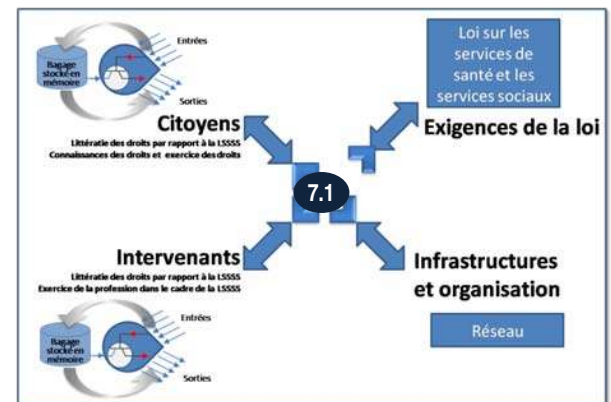 Bagage
stocké en
mémoire
Entrées
Sorties
Citoyens
Littératie des droits par rapport à la LSSSS
Connaissances des droits et exercice des droits
Loi sur les
services de
santé et les
services sociaux
Exigences de la loi
7.1
Intervenants
Littératie des droits par rapport à la LSSSS
Exercice de la profession dans le cadre de la LSSSS
Bagage
stocké en
mémoire
Entrées
Sorties
Infrastructures
et organisation
Réseau